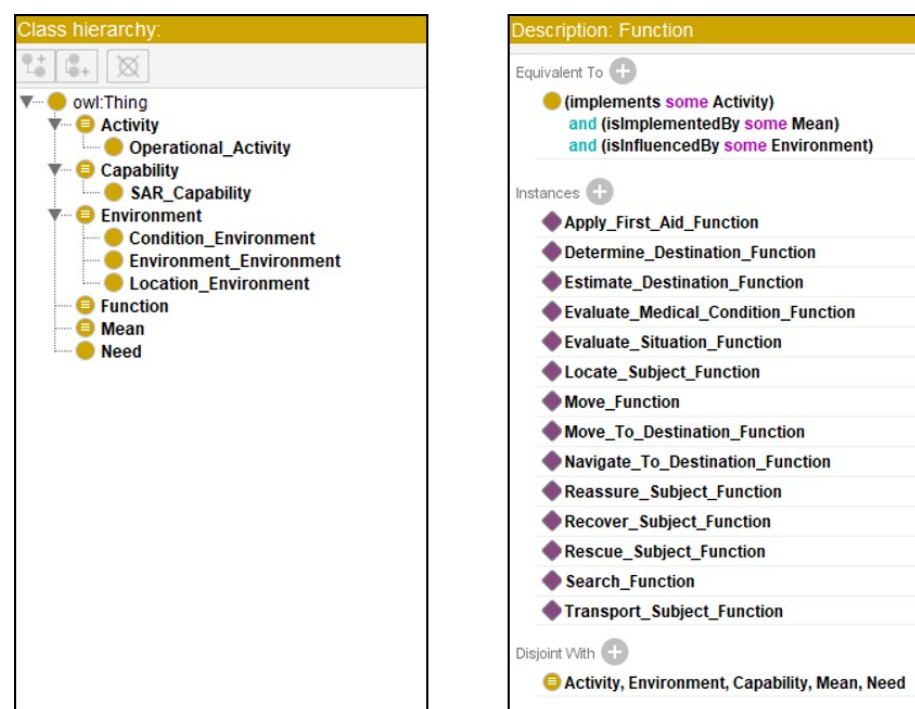 Class hierarchy:
owl:Thing
Activity
Operational_Activity
Capability
SAR_Capability
Environment
Condition_Environment
Environment_Environment
Location_Environment
Function
Mean
Need
Description: Function
Equivalent To
(implements some Activity)
and (isImplementedBy some Mean)
and (isInfluencedBy some Environment)
Instances
Apply_First_Aid_Function
Determine_Destination_Function
Estimate_Destination_Function
Evaluate_Medical_Condition_Function
Evaluate_Situation_Function
Locate_Subject_Function
Move_Function
Move_To_Destination_Function
Navigate_To_Destination_Function
Reassure_Subject_Function
Recover_Subject_Function
Rescue_Subject_Function
Search_Function
Transport_Subject_Function
Disjoint With
Activity, Environment, Capability, Mean, Need